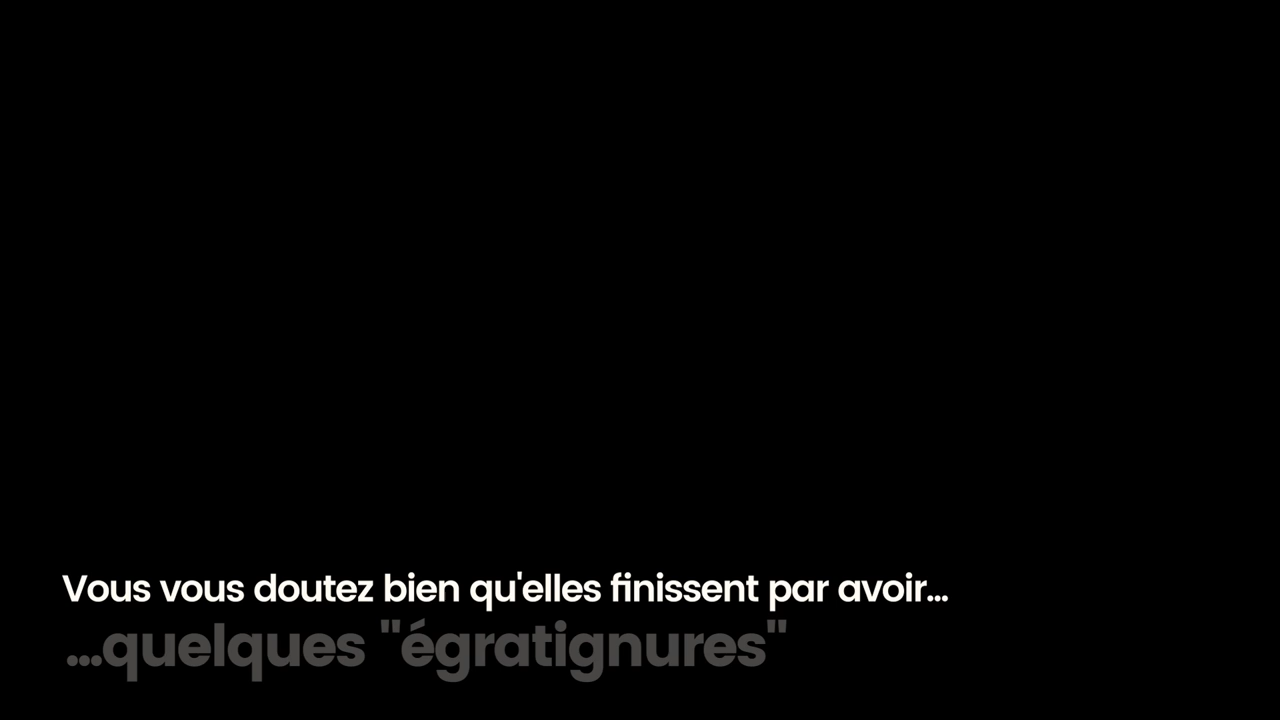 Vous vous doutez bien qu'elles finissent par avoir...
...quelques "égratignures"